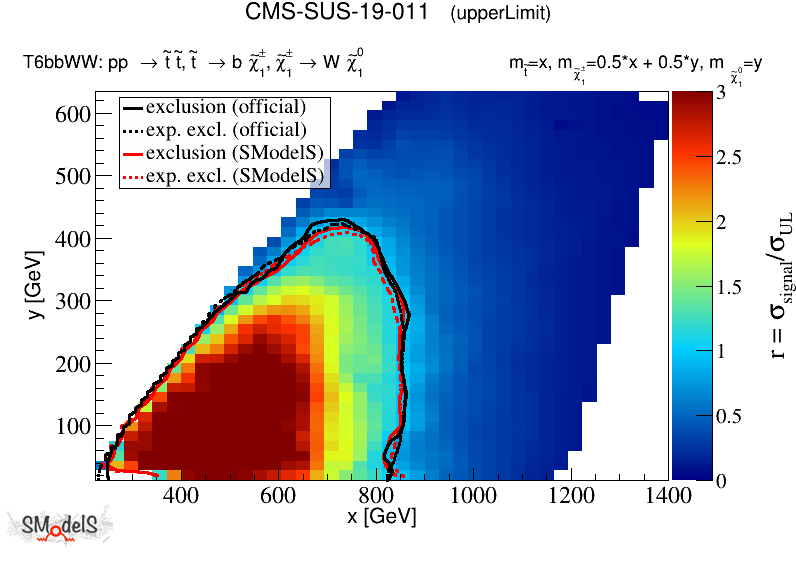 CMS-SUS-19-011 (upperLimit)
T6bbWW: pp → t̃ t̃, t̃ → b χ̃₁±, χ̃₁± → W χ̃₁⁰
m_t̃=x, m_χ̃₁±=0.5*x + 0.5*y, m_χ̃₁⁰=y
exclusion (official)
exp. excl. (official)
exclusion (SModelS)
exp. excl. (SModelS)
600
500
400
300
200
100
y [GeV]
400 600 800 1000 1200 1400
x [GeV]
3
2.5
2
1.5
1
0.5
0
r = σ_signal/σ_UL
SModelS